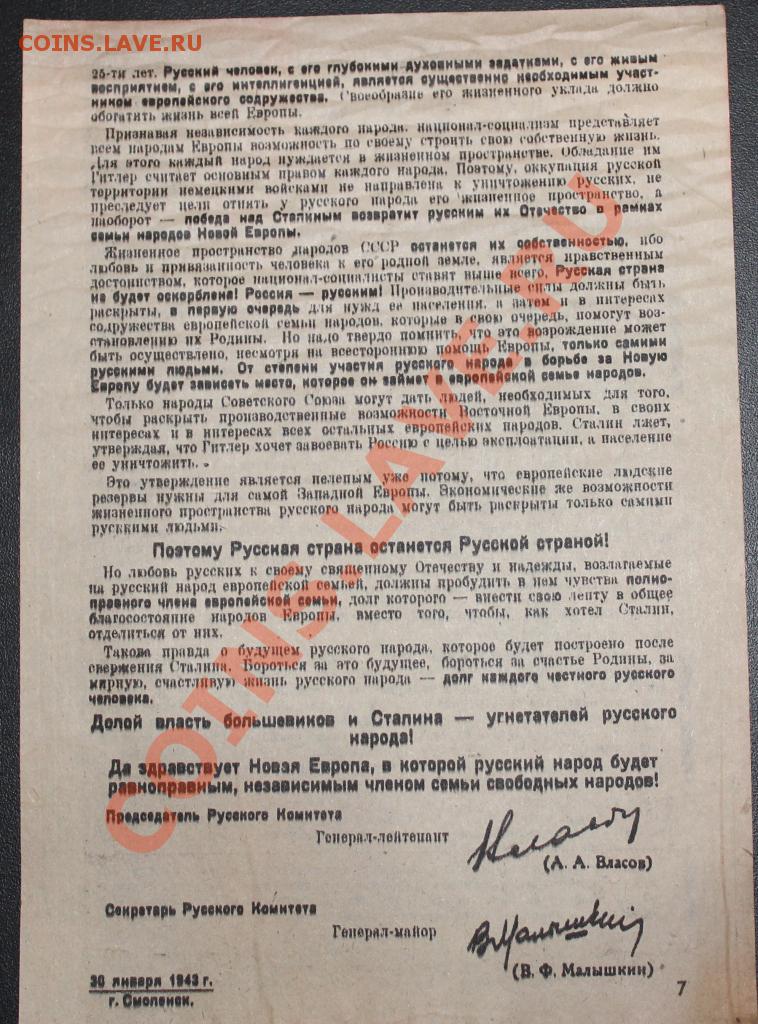 COINS.LAVE.RU
25-ти лет. Русский человек, с его глубокими духовными задатками, с его живым
восприятием, с его интеллигенцией, является существенно необходимым участ-
ником европейского содружества. Своеобразие его жизненного уклада должно
обогатить жизнь всей Европы.
Признавая независимость каждого народа, национал-социализм представляет
всем народам Европы возможность по своему строить свою собственную жизнь.
Для этого каждый народ нуждается в жизненном пространстве. Обладание им
Гитлер считает основным правом каждого народа. Поэтому, оккупация русской
территории немецкими войсками не направлена к уничтожению русских, не
преследует цели отнять у русского народа его жизненное пространство, а
наоборот — победа над Сталиным возвратит русским их Отечество в рамках
семьи народов Новой Европы.
Жизненное пространство народов СССР останется их собственностью, ибо
любовь и привязанность человека к его родной земле, является нравственным
достоинством, которое национал-социалисты ставят выше всего. Русская страна
не будет оскорблена! Россия — русским! Производительные силы должны быть
раскрыты, в первую очередь для нужд ее населения, а затем и в интересах
содружества европейской семьи народов, которые в свою очередь, помогут воз-
становлению их Родины. Но надо твердо помнить, что это возрождение может
быть осуществлено, несмотря на всестороннюю помощь Европы, только самими
русскими людьми. От степени участия русского народа в борьбе за Новую
Европу будет зависеть место, которое он займет в европейской семье народов.
Только народы Советского Союза могут дать людей, необходимых для того,
чтобы раскрыть производственные возможности Восточной Европы, в своих
интересах и в интересах всех остальных европейских народов. Сталин лжет,
утверждая, что Гитлер хочет завоевать Россию с целью эксплоатации, а население
ее уничтожить.
Это утверждение является нелепым уже потому, что европейские людские
резервы нужны для самой Западной Европы. Экономические же возможности
жизненного пространства русского народа могут быть раскрыты только самими
русскими людьми.
Поэтому Русская страна останется Русской страной!
Но любовь русских к своему священному Отечеству и надежды, возлагаемые
на русский народ европейской семьей, должны пробудить в нем чувства полно-
правного члена европейской семьи, долг которого — внести свою лепту в общее
благосостояние народов Европы, вместо того, чтобы, как хотел Сталин,
отделиться от них.
Такова правда о будущем русского народа, которое будет построено после
свержения Сталина. Бороться за это будущее, бороться за счастье Родины, за
мирную, счастливую жизнь русского народа — долг каждого честного русского
человека.
Долой власть большевиков и Сталина — угнетателей русского
народа!
Да здравствует Новая Европа, в которой русский народ будет
равноправным, независимым членом семьи свободных народов!
Председатель Русского Комитета
Генерал-лейтенант
Власов
(А. А. Власов)
Секретарь Русского Комитета
Генерал-майор
В Малышкин
(В. Ф. Малышкин)
30 января 1943 г.
г. Смоленск.
7
COINS.LAVE.RU